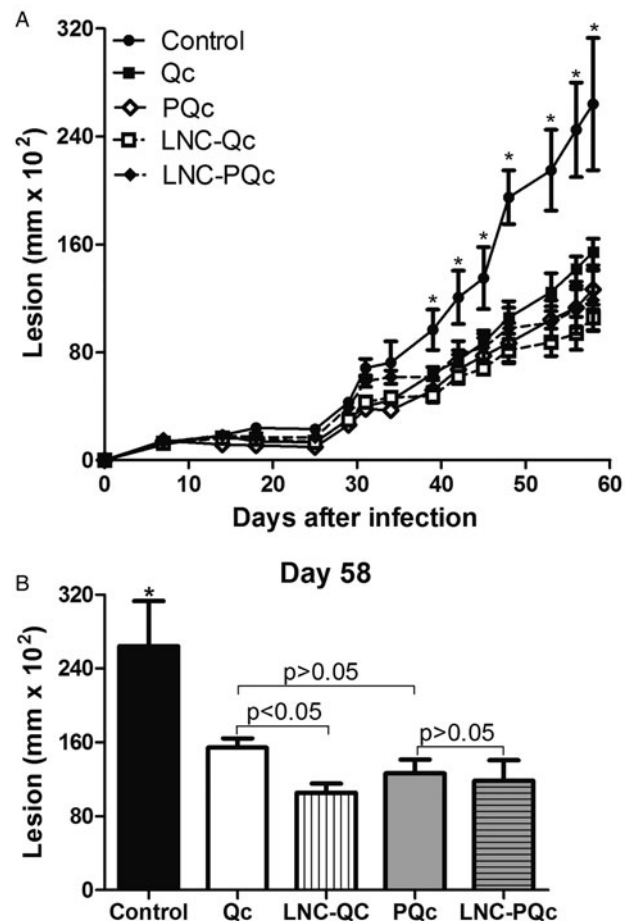 A
320
240
160
80
0
Lesion (mm x 10²)
Control
Qc
PQc
LNC-Qc
LNC-PQc
* * * * * * *
0 10 20 30 40 50 60
Days after infection
B
Day 58
320
240
160
80
0
Lesion (mm x 10²)
*
p>0.05
p<0.05
p>0.05
Control Qc LNC-QC PQc LNC-PQc